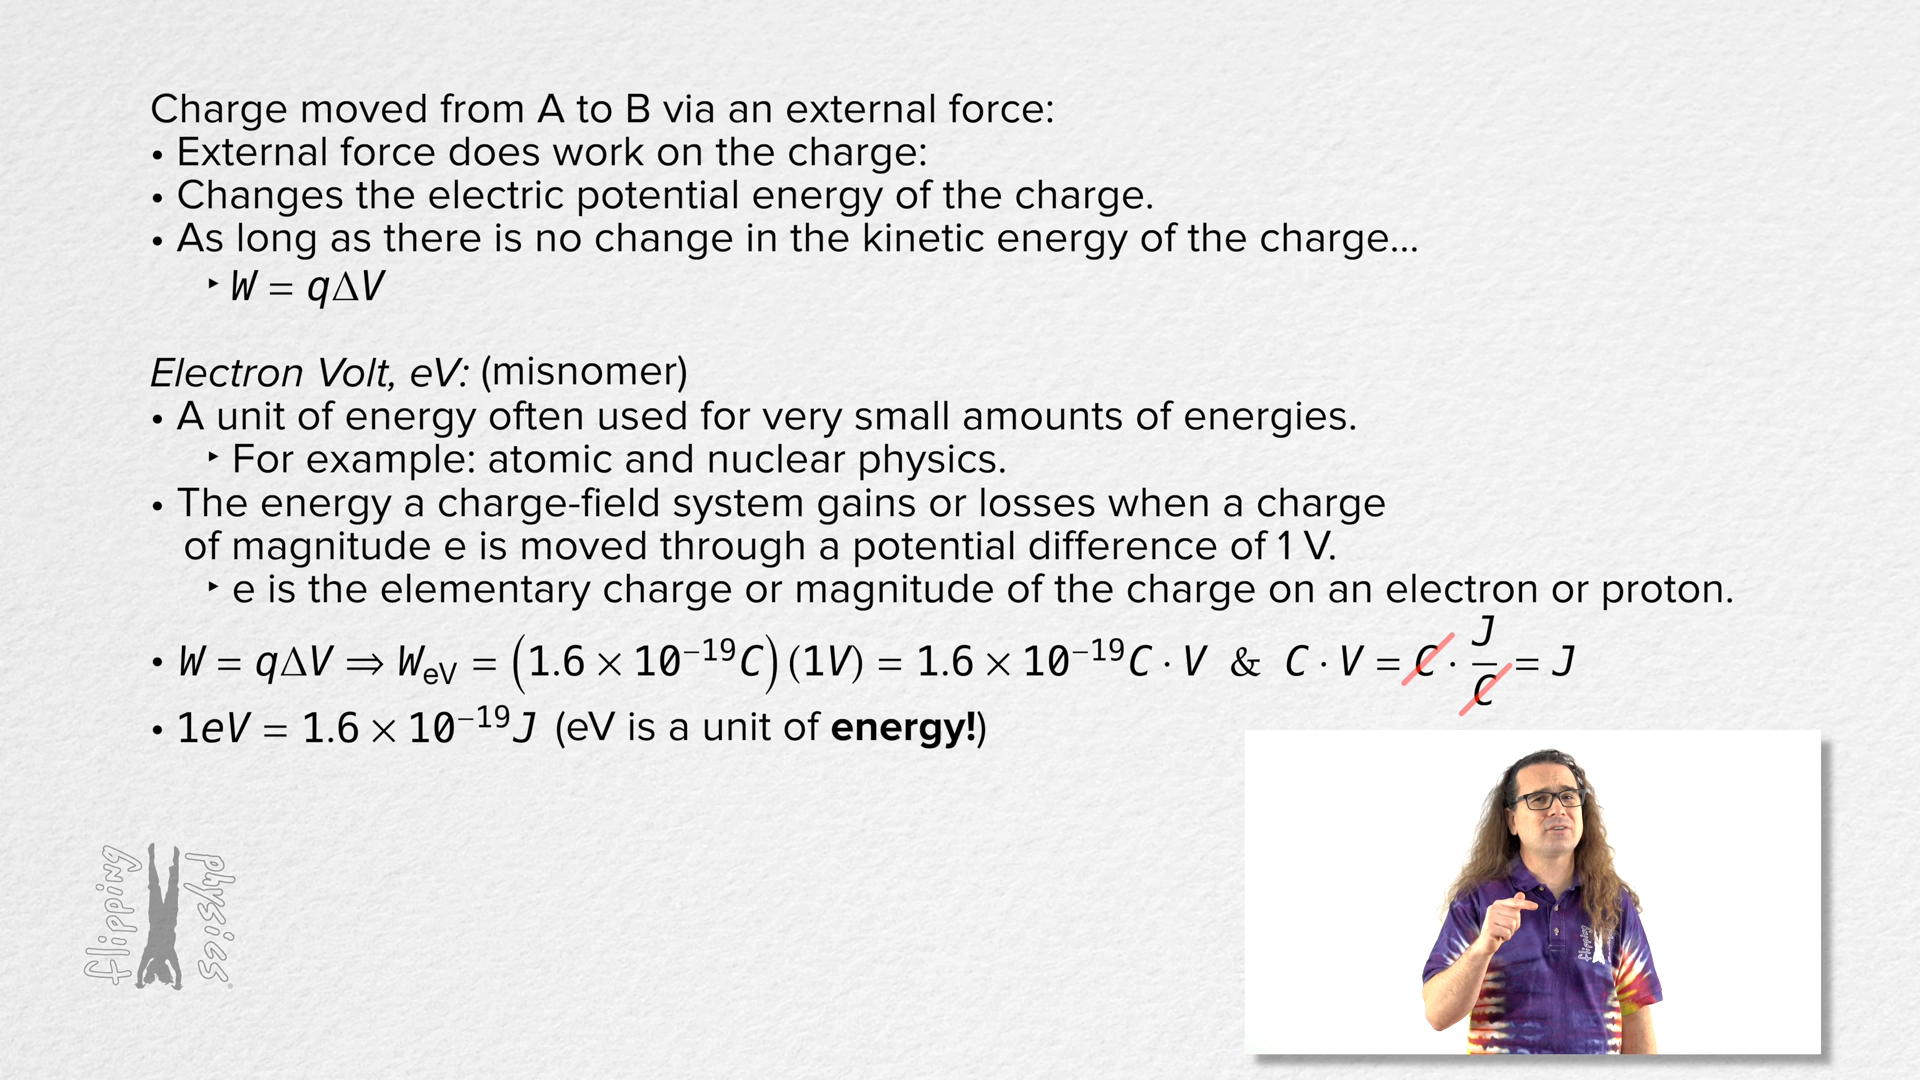 Charge moved from A to B via an external force:
• External force does work on the charge:
• Changes the electric potential energy of the charge.
• As long as there is no change in the kinetic energy of the charge...
‣ W = qΔV
Electron Volt, eV: (misnomer)
• A unit of energy often used for very small amounts of energies.
‣ For example: atomic and nuclear physics.
• The energy a charge-field system gains or losses when a charge
of magnitude e is moved through a potential difference of 1 V.
‣ e is the elementary charge or magnitude of the charge on an electron or proton.
• W = qΔV ⇒ W_eV = (1.6 × 10⁻¹⁹C)(1V) = 1.6 × 10⁻¹⁹C · V & C · V = C · J/C = J
• 1eV = 1.6 × 10⁻¹⁹J (eV is a unit of energy!)
flipping physics
flipping